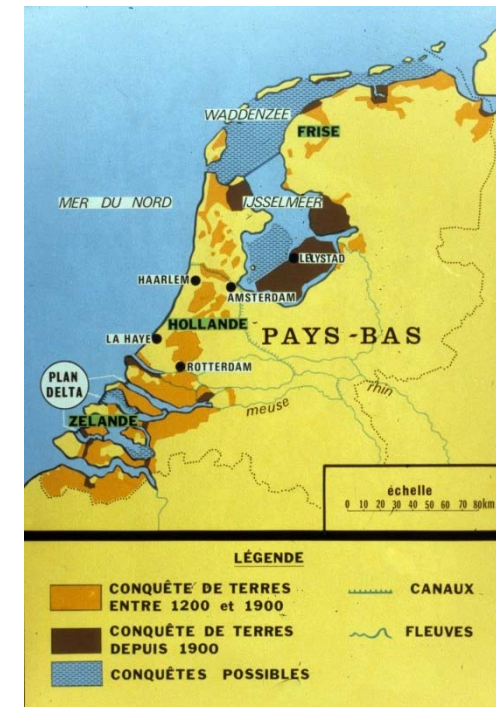 WADDENZEE
FRISE
MER DU NORD
IJSSELMEER
LELYSTAD
HAARLEM
AMSTERDAM
HOLLANDE
LA HAYE
PAYS-BAS
ROTTERDAM
PLAN
DELTA
rhin
meuse
ZELANDE
échelle
0 10 20 30 40 50 60 70 80km
LÉGENDE
CONQUÊTE DE TERRES
ENTRE 1200 et 1900
CANAUX
CONQUÊTE DE TERRES
DEPUIS 1900
FLEUVES
CONQUÊTES POSSIBLES